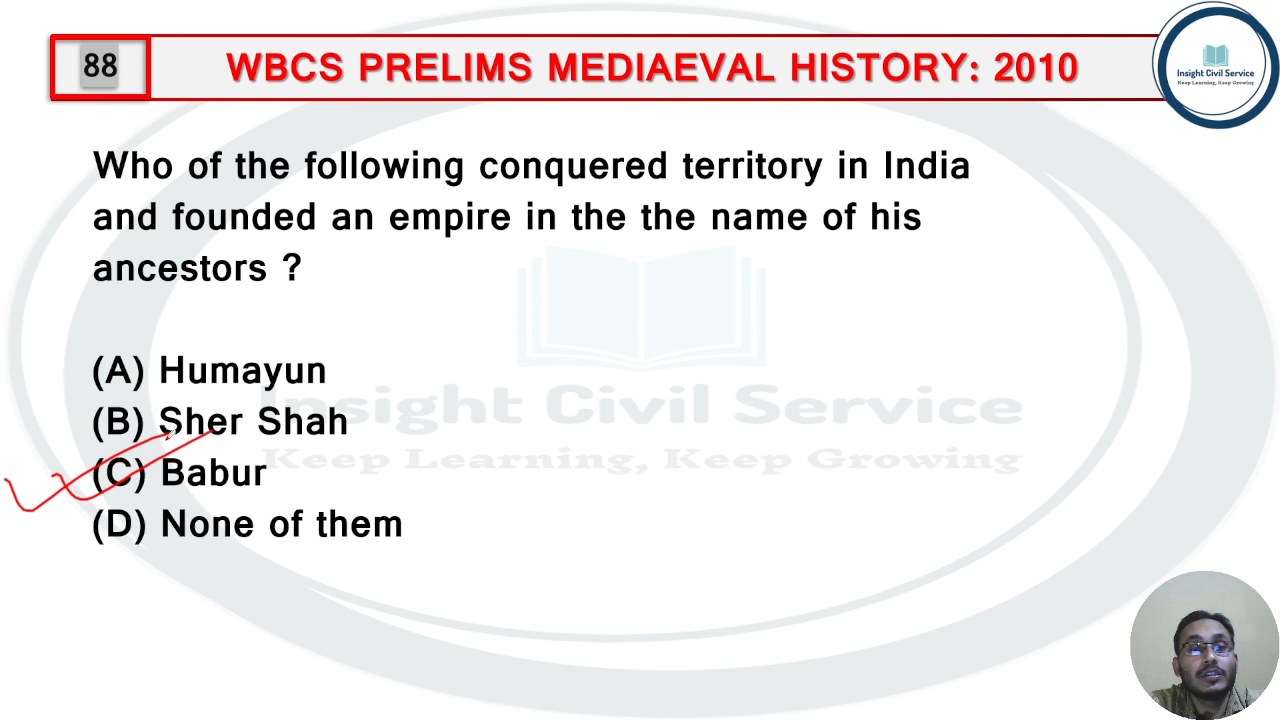 88
WBCS PRELIMS MEDIAEVAL HISTORY: 2010
Insight Civil Service
Keep Learning, Keep Growing
Who of the following conquered territory in India
and founded an empire in the the name of his
ancestors ?
(A) Humayun
(B) Sher Shah
(C) Babur
(D) None of them
Insight Civil Service
Keep Learning, Keep Growing